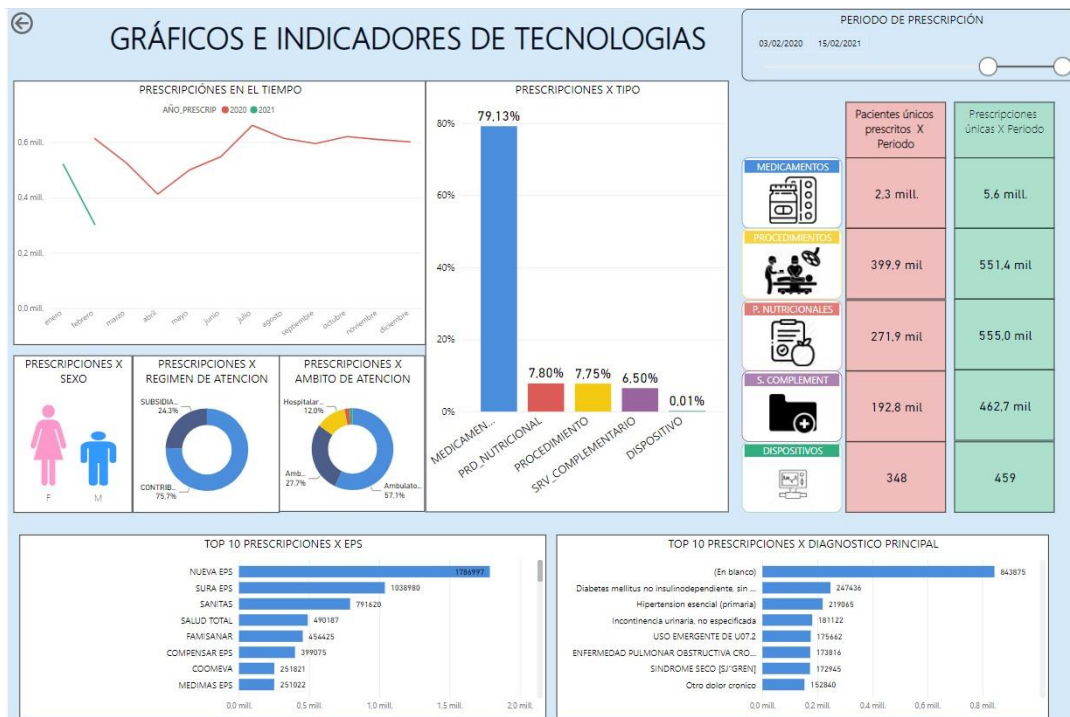 GRÁFICOS E INDICADORES DE TECNOLOGIAS
PERIODO DE PRESCRIPCIÓN
03/02/2020 15/02/2021
PRESCRIPCIÓNES EN EL TIEMPO
AÑO_PRESCRIP 2020 2021
0.6 mill.
0.4 mill.
0.2 mill.
0.0 mill.
enero
febrero
marzo
abril
mayo
junio
julio
agosto
septiembre
octubre
noviembre
diciembre
PRESCRIPCIONES X TIPO
80%
60%
40%
20%
0%
79,13%
7,80%
7,75%
6,50%
0,01%
MEDICAMEN...
PRD_NUTRICIONAL
PROCEDIMIENTO
SRV_COMPLEMENTARIO
DISPOSITIVO
Pacientes únicos
prescritos X
Periodo
Prescripciones
únicas X Periodo
MEDICAMENTOS
2,3 mill.
5,6 mill.
PROCEDIMIENTOS
399,9 mil
551,4 mil
P. NUTRICIONALES
271,9 mil
555,0 mil
S. COMPLEMENT
192,8 mil
462,7 mil
DISPOSITIVOS
348
459
PRESCRIPCIONES X
SEXO
F
M
PRESCRIPCIONES X
REGIMEN DE ATENCION
SUBSIDIA...
24.3%
CONTRIB...
75,7%
PRESCRIPCIONES X
AMBITO DE ATENCION
Hospitalar...
12.0%
Amb...
27.7%
Ambulato...
57.1%
TOP 10 PRESCRIPCIONES X EPS
NUEVA EPS 1786997
SURA EPS 1038980
SANITAS 791620
SALUD TOTAL 490187
FAMISANAR 454425
COMPENSAR EPS 399075
COOMEVA 251821
MEDIMAS EPS 251022
0.0 mill. 0.5 mill. 1.0 mill. 1.5 mill. 2.0 mill.
TOP 10 PRESCRIPCIONES X DIAGNOSTICO PRINCIPAL
(En blanco) 843875
Diabetes mellitus no insulinodependiente, sin ... 247436
Hipertension esencial (primaria) 219065
Incontinencia urinaria, no especificada 181122
USO EMERGENTE DE U07.2 175662
ENFERMEDAD PULMONAR OBSTRUCTIVA CRO... 173816
SINDROME SECO [SJ°GREN] 172945
Otro dolor cronico 152840
0.0 mill. 0.2 mill. 0.4 mill. 0.6 mill. 0.8 mill.